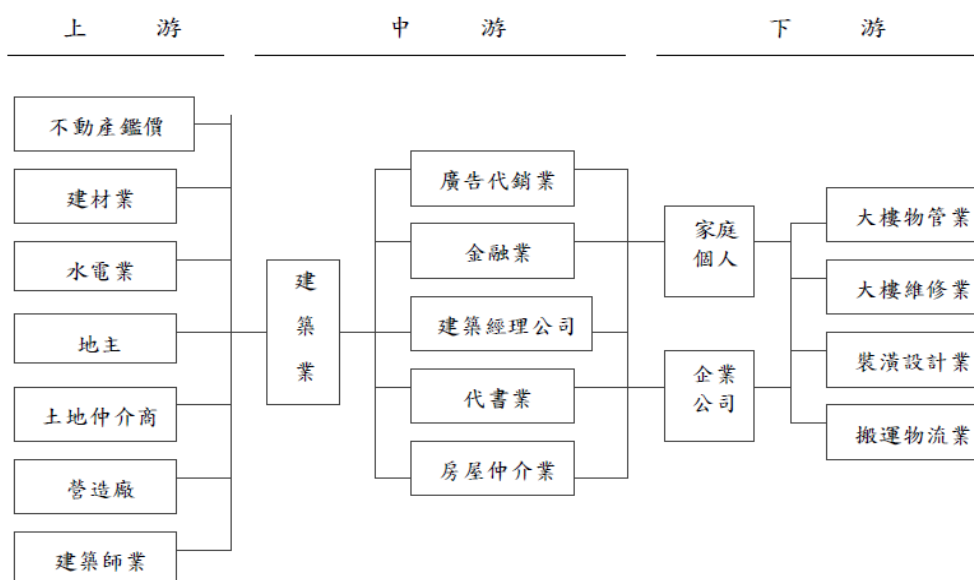 上 游
中 游
下 游
不動產鑑價
建材業
水電業
地主
土地仲介商
營造廠
建築師業
建
築
業
廣告代銷業
金融業
建築經理公司
代書業
房屋仲介業
家庭
個人
企業
公司
大樓物管業
大樓維修業
裝潢設計業
搬運物流業